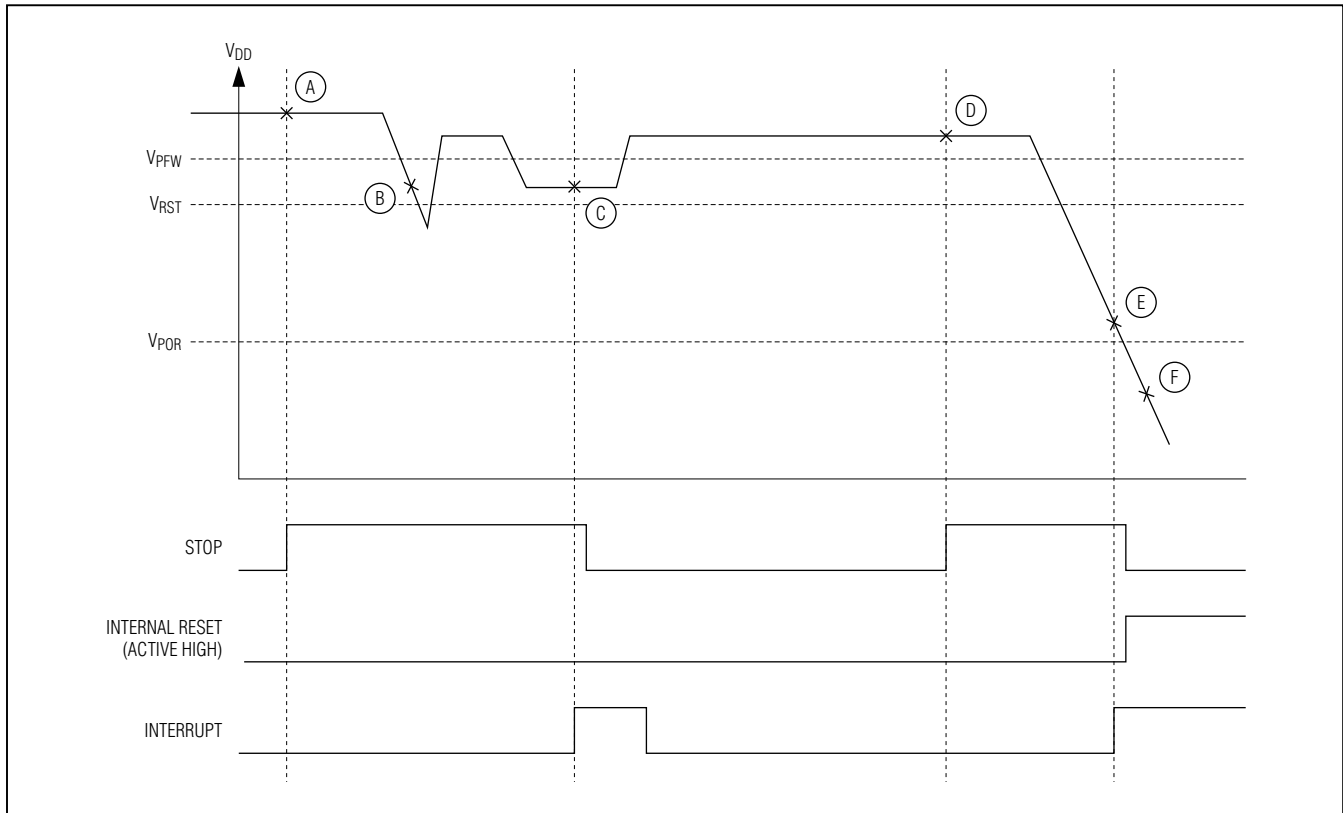 VDD
A
D
VPFW
B
VRST
C
E
VPOR
F
STOP
INTERNAL RESET
(ACTIVE HIGH)
INTERRUPT